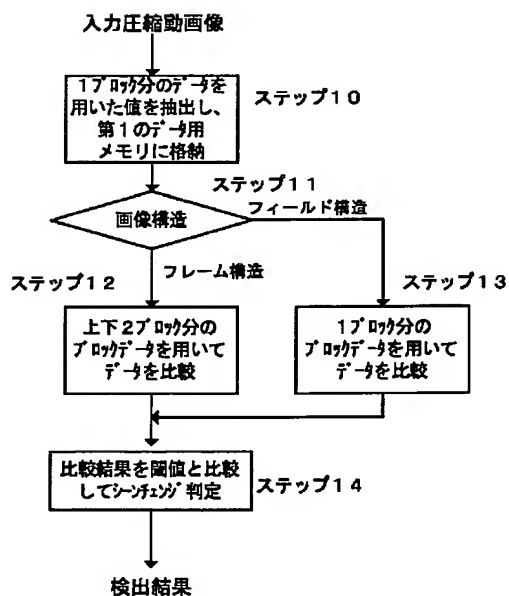 入力圧縮動画像
1ブロック分のデータを
用いた値を抽出し、
第1のデータ用
メモリに格納
ステップ10
ステップ11
画像構造
フィールド構造
フレーム構造
ステップ12
ステップ13
上下2ブロック分の
ブロックデータを用いて
データを比較
1ブロック分の
ブロックデータを用いて
データを比較
比較結果を閾値と比較
してシーンチェンジ判定
ステップ14
検出結果